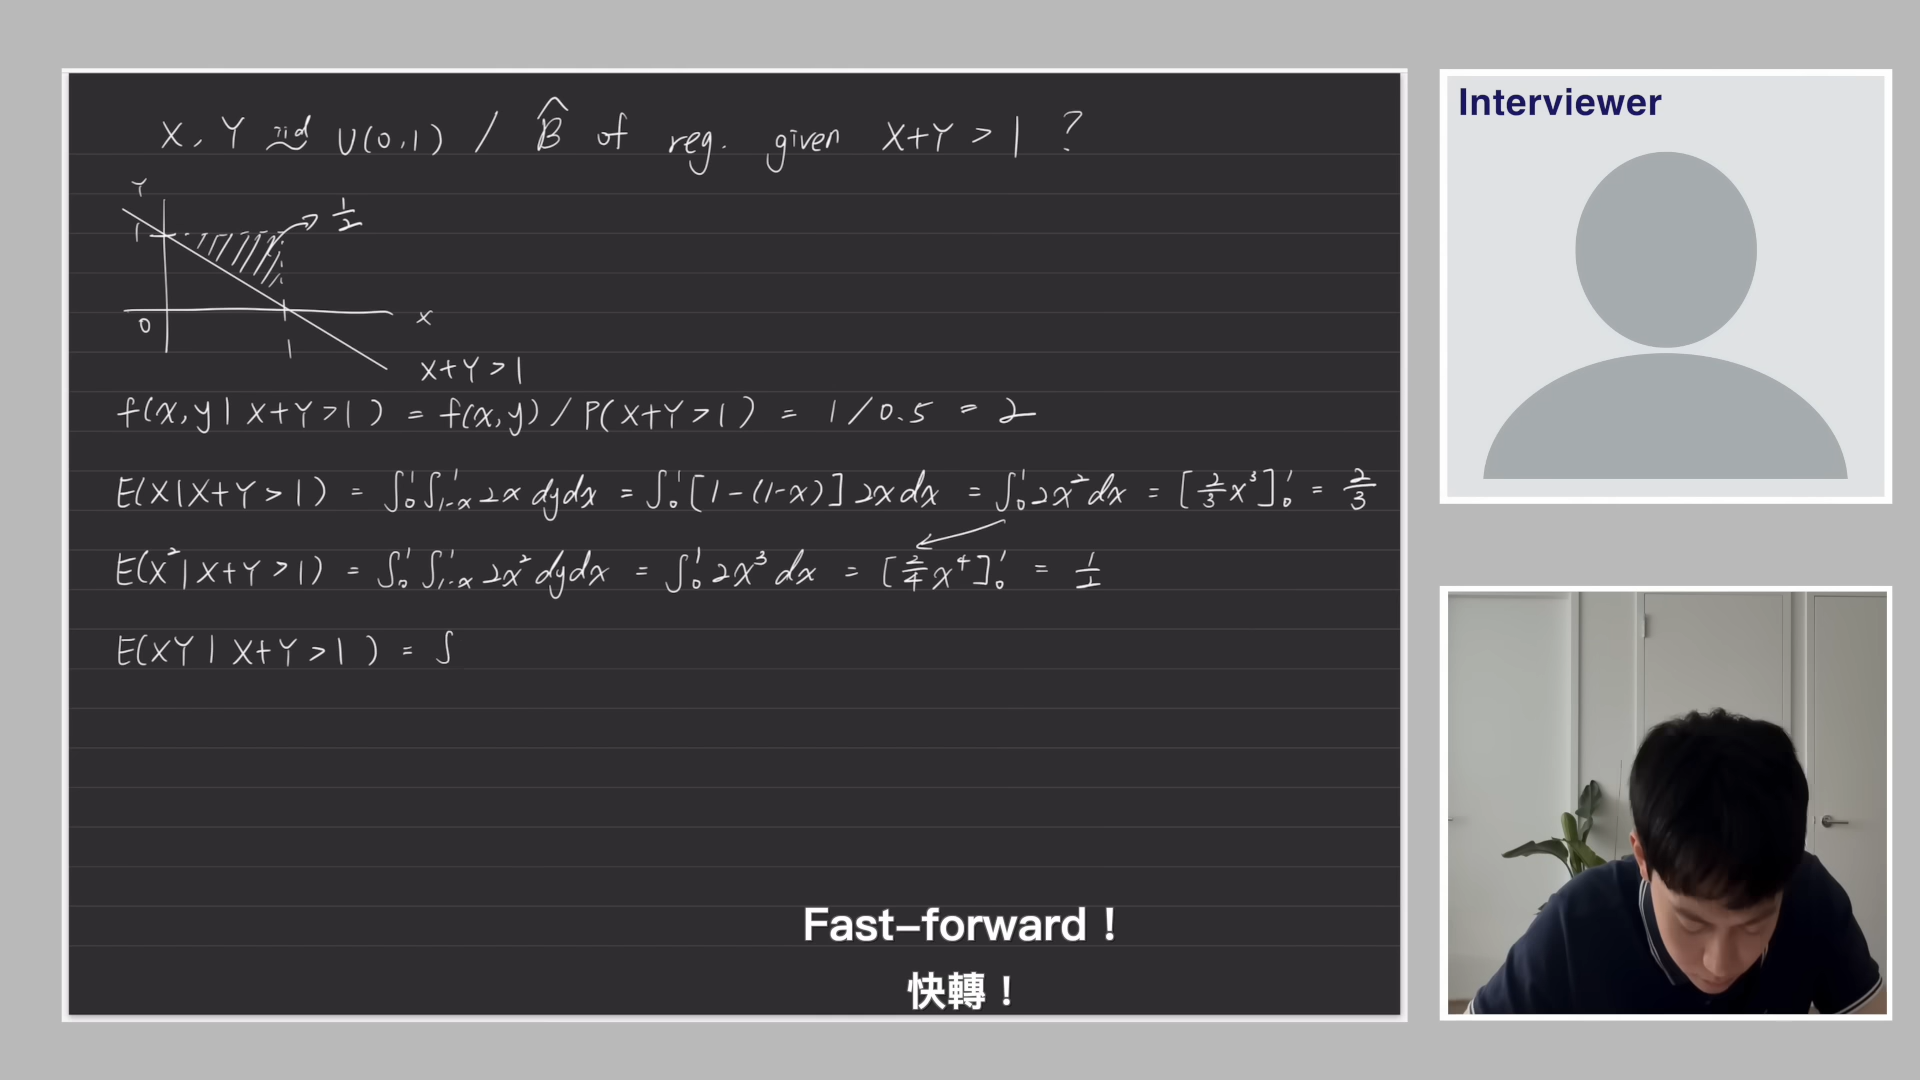 X, Y iid ~ U(0,1) / B̂ of reg. given X+Y > 1 ?
Y
1/2
1
0
X
1
X+Y > 1
f(x,y | X+Y>1) = f(x,y) / P(X+Y>1) = 1 / 0.5 = 2
E(X|X+Y>1) = ∫₀¹∫₁₋ₓ¹ 2x dydx = ∫₀¹ [1-(1-x)] 2x dx = ∫₀¹ 2x² dx = [2/3 x³]₀¹ = 2/3
E(X²|X+Y>1) = ∫₀¹∫₁₋ₓ¹ 2x² dydx = ∫₀¹ 2x³ dx = [2/4 x⁴]₀¹ = 1/2
E(XY | X+Y>1) = ∫
Interviewer
Fast–forward！
快轉！